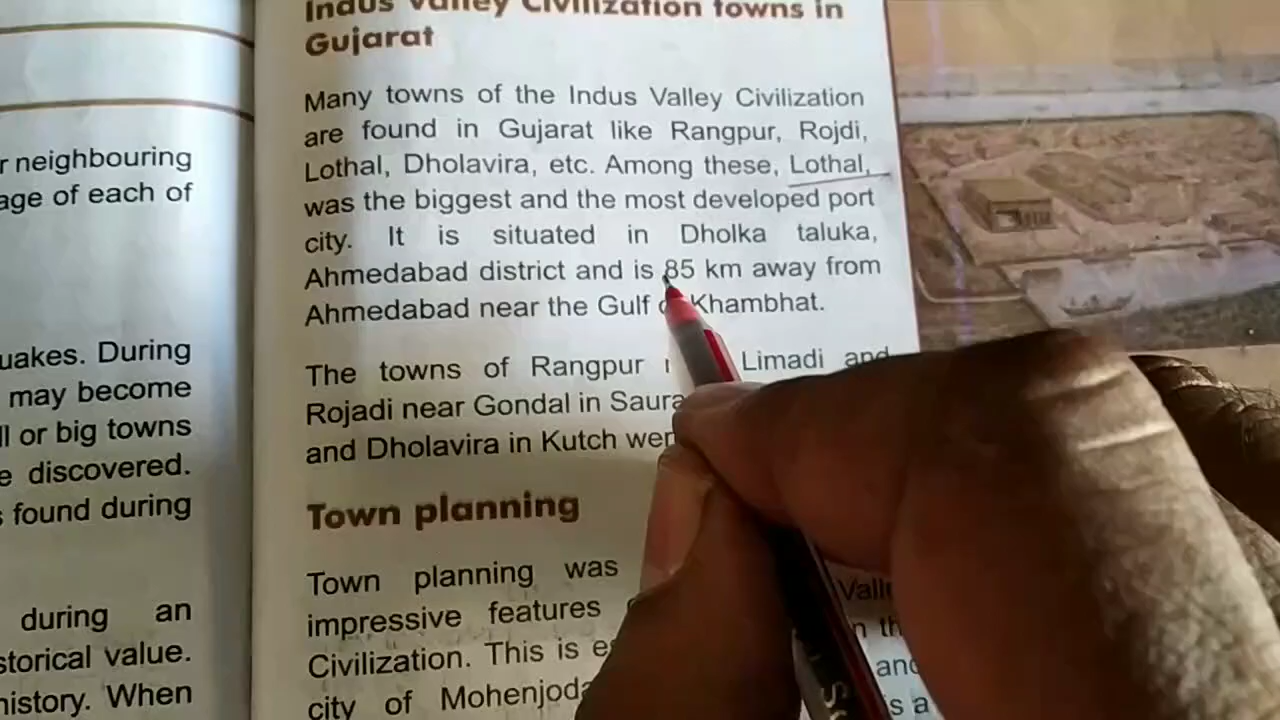 r neighbouring
age of each of
uakes. During
may become
ll or big towns
e discovered.
s found during
during an
storical value.
history. When
Indus Valley Civilization towns in
Gujarat
Many towns of the Indus Valley Civilization
are found in Gujarat like Rangpur, Rojdi,
Lothal, Dholavira, etc. Among these, Lothal,
was the biggest and the most developed port
city. It is situated in Dholka taluka,
Ahmedabad district and is 85 km away from
Ahmedabad near the Gulf o Khambhat.
The towns of Rangpur Limadi and
Rojadi near Gondal in Saura
and Dholavira in Kutch wer
Town planning
Town planning was Valle
impressive features n th
Civilization. This is es and
city of Mohenjoda s a